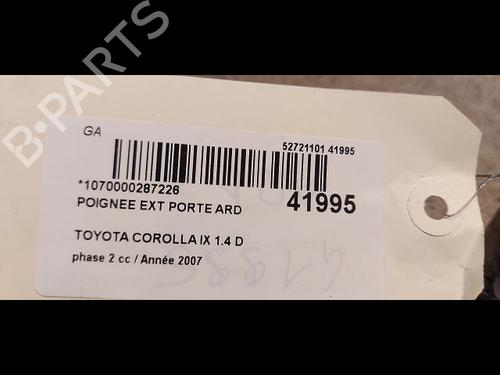 B-PARTS
GA
52721101 41995
*1070000287226
POIGNEE EXT PORTE ARD
41995
TOYOTA COROLLA IX 1.4 D
phase 2 cc / Année 2007